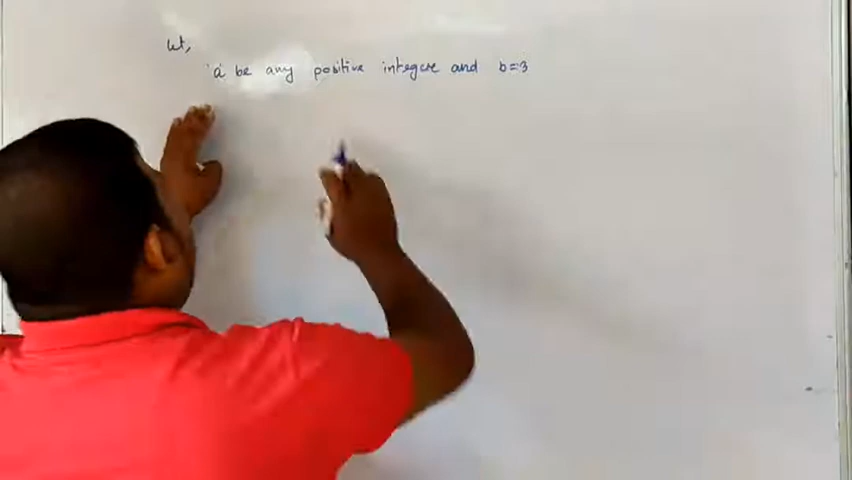 Let,
'a' be any positive integer and b=3